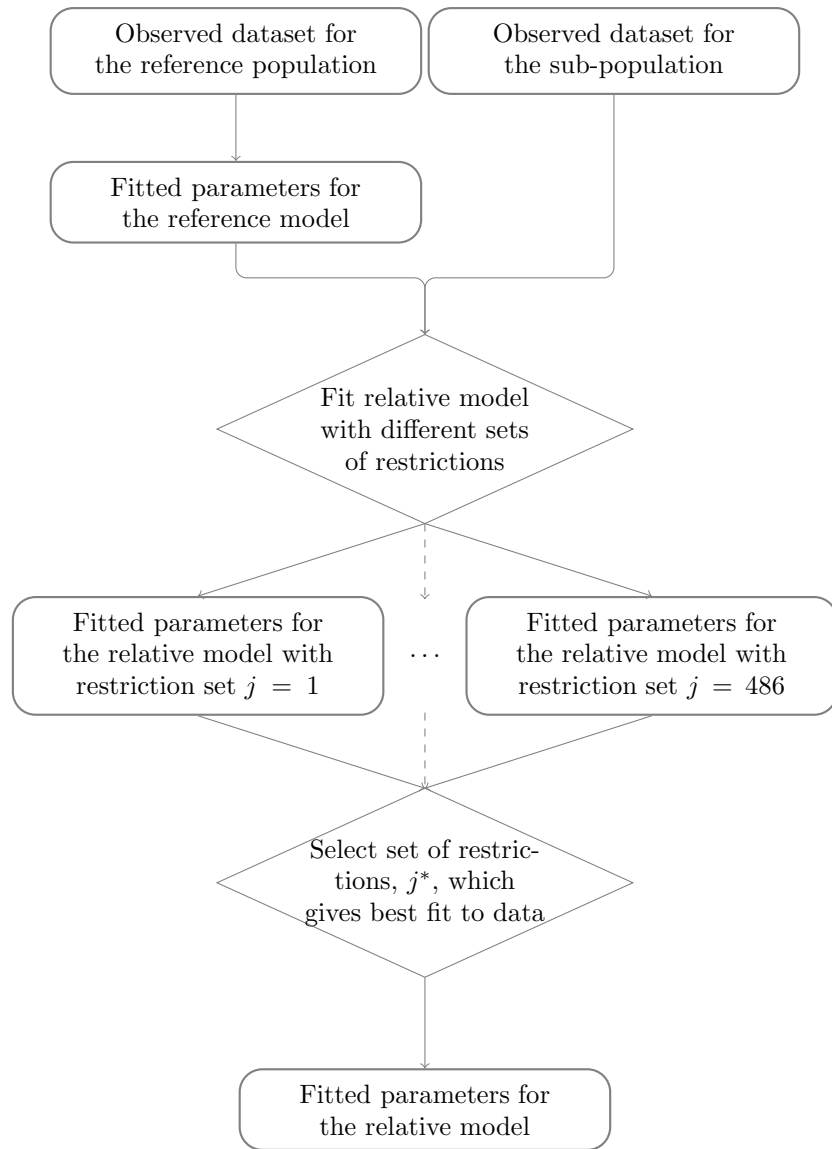 Observed dataset for
the reference population
Observed dataset for
the sub-population
Fitted parameters for
the reference model
Fit relative model
with different sets
of restrictions
Fitted parameters for
the relative model with
restriction set j = 1
...
Fitted parameters for
the relative model with
restriction set j = 486
Select set of restric-
tions, j*, which
gives best fit to data
Fitted parameters for
the relative model